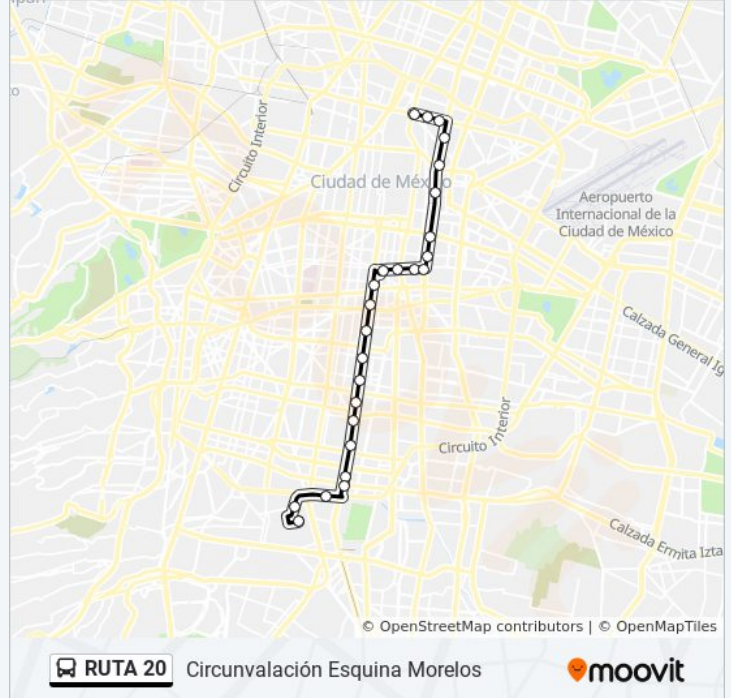 Circuito Interior
Ciudad de México
Aeropuerto
Internacional de la
Ciudad de México
Calzada General Ig
Circuito Interior
Calzada Ermita Izta
© OpenStreetMap contributors | © OpenMapTiles
RUTA 20 Circunvalación Esquina Morelos moovit